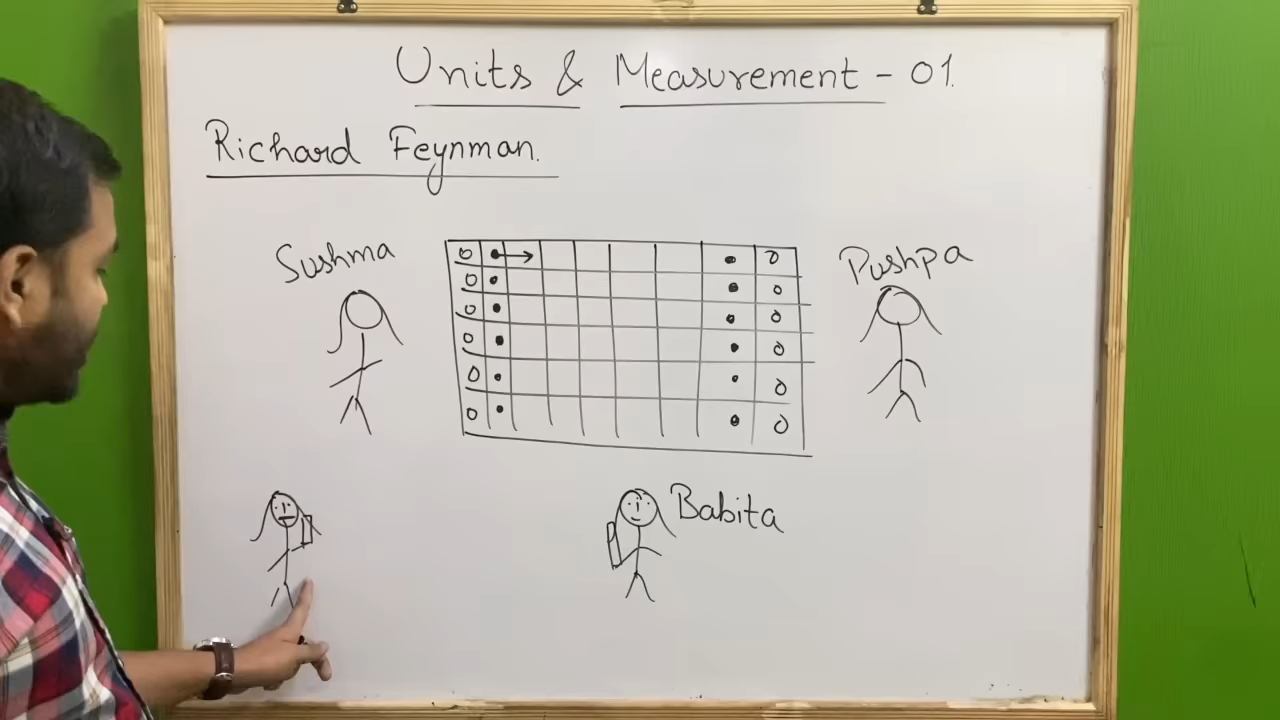 Units & Measurement - 01.
Richard Feynman.
Sushma
Pushpa
Babita